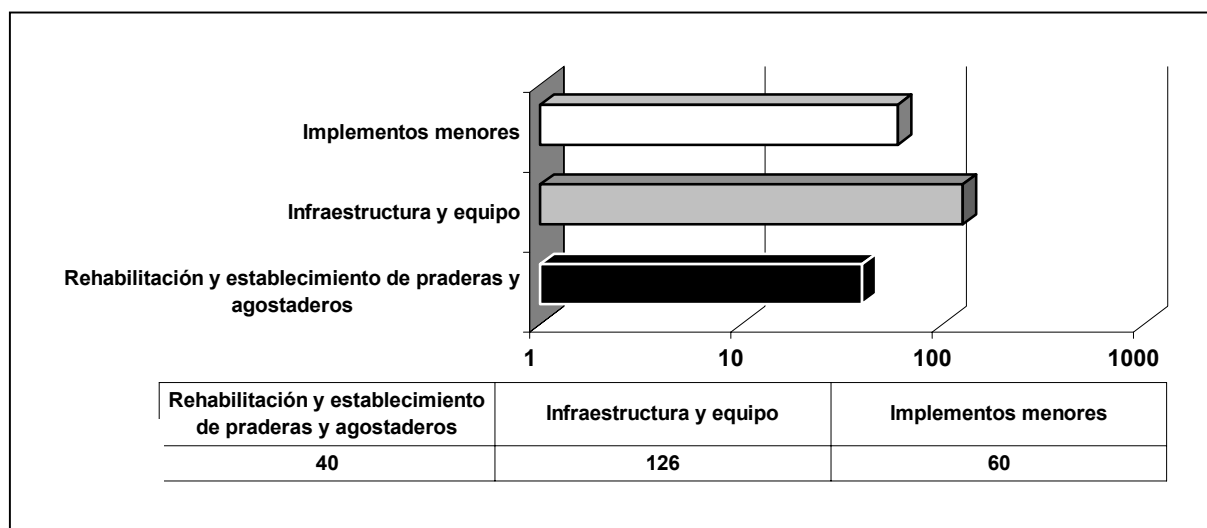 Implementos menores
Infraestructura y equipo
Rehabilitación y establecimiento de praderas y
agostaderos
1 10 100 1000
Rehabilitación y establecimiento
de praderas y agostaderos
Infraestructura y equipo
Implementos menores
40 126 60